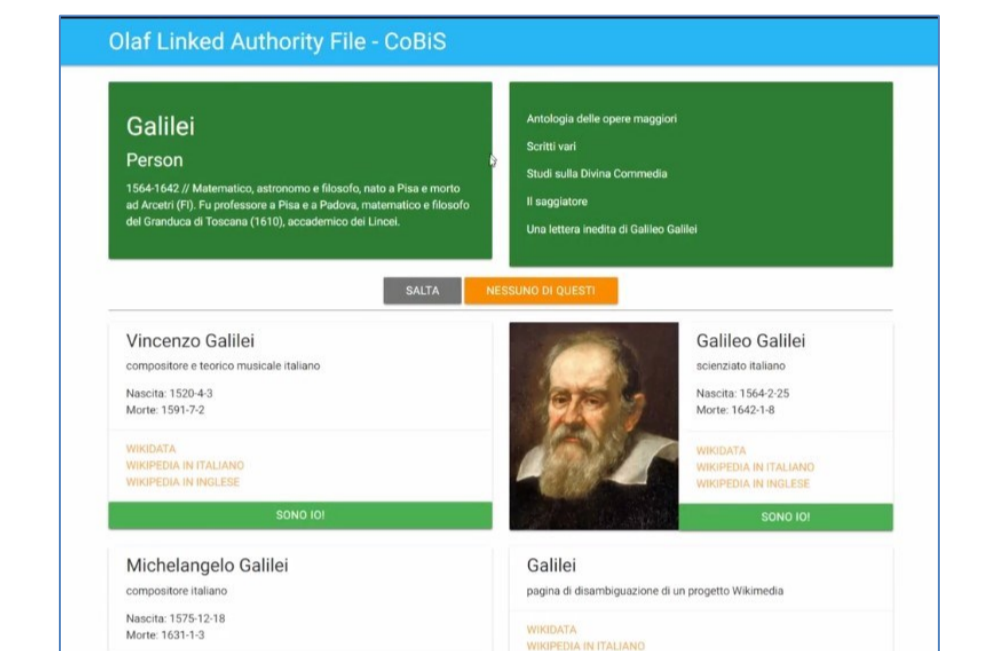 Olaf Linked Authority File - CoBiS
Galilei
Person
1564-1642 // Matematico, astronomo e filosofo, nato a Pisa e morto
ad Arcetri (FI). Fu professore a Pisa e a Padova, matematico e filosofo
del Granduca di Toscana (1610), accademico dei Lincei.
Antologia delle opere maggiori
Scritti vari
Studi sulla Divina Commedia
Il saggiatore
Una lettera inedita di Galileo Galilei
SALTA
NESSUNO DI QUESTI
Vincenzo Galilei
compositore e teorico musicale italiano
Nascita: 1520-4-3
Morte: 1591-7-2
WIKIDATA
WIKIPEDIA IN ITALIANO
WIKIPEDIA IN INGLESE
SONO IO!
Galileo Galilei
scienziato italiano
Nascita: 1564-2-25
Morte: 1642-1-8
WIKIDATA
WIKIPEDIA IN ITALIANO
WIKIPEDIA IN INGLESE
SONO IO!
Michelangelo Galilei
compositore italiano
Nascita: 1575-12-18
Morte: 1631-1-3
Galilei
pagina di disambiguazione di un progetto Wikimedia
WIKIDATA
WIKIPEDIA IN ITALIANO